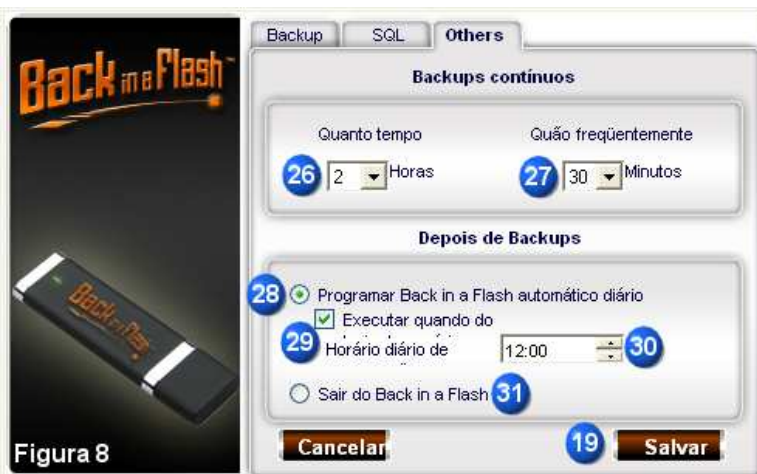 Back in a Flash™
Backup SQL Others
Backups contínuos
Quanto tempo Quão freqüentemente
26 2 Horas 27 30 Minutos
Depois de Backups
28 Programar Back in a Flash automático diário
Executar quando do
29 Horário diário de 12:00 30
Sair do Back in a Flash 31
Cancelar 19 Salvar
Back in a Flash
Figura 8